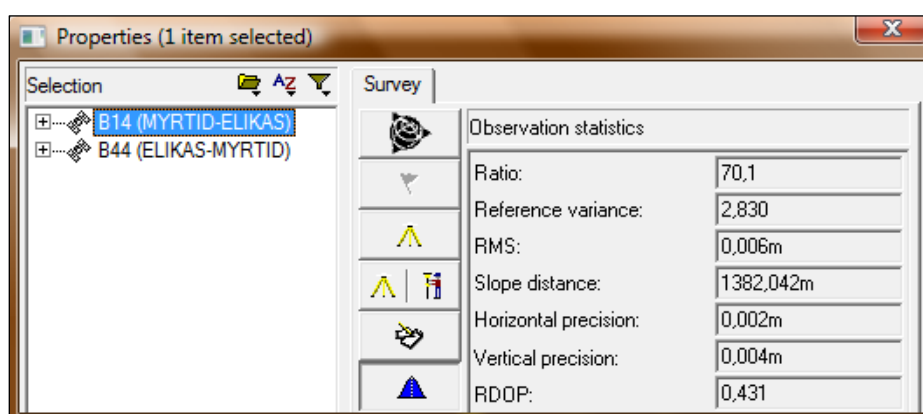 Properties (1 item selected)
X
Selection AZ
Survey
B14 (MYRTID-ELIKAS)
B44 (ELIKAS-MYRTID)
Observation statistics
Ratio: 70,1
Reference variance: 2,830
RMS: 0,006m
Slope distance: 1382,042m
Horizontal precision: 0,002m
Vertical precision: 0,004m
RDOP: 0,431